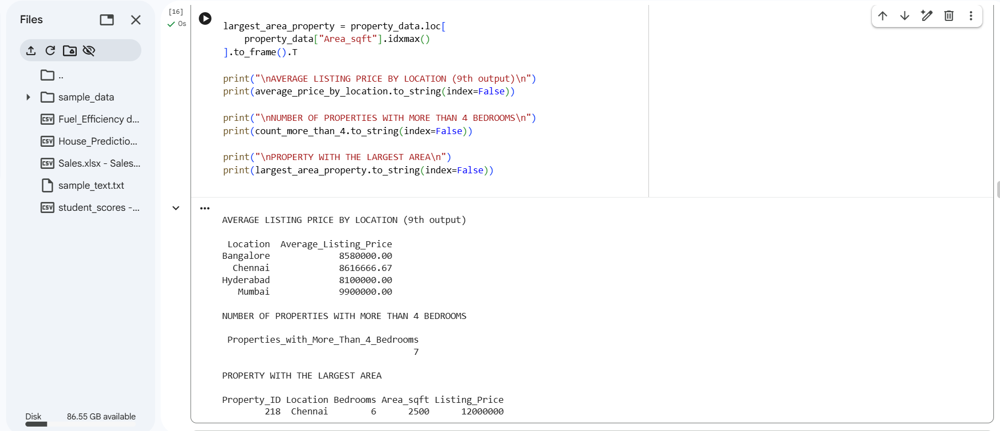 Files
..
sample_data
Fuel_Efficiency d...
House_Predictio...
Sales.xlsx - Sales...
sample_text.txt
student_scores -...
Disk 86.55 GB available
[16]
0s
largest_area_property = property_data.loc[
    property_data["Area_sqft"].idxmax()
].to_frame().T
print("\nAVERAGE LISTING PRICE BY LOCATION (9th output)\n")
print(average_price_by_location.to_string(index=False))
print("\nNUMBER OF PROPERTIES WITH MORE THAN 4 BEDROOMS\n")
print(count_more_than_4.to_string(index=False))
print("\nPROPERTY WITH THE LARGEST AREA\n")
print(largest_area_property.to_string(index=False))
AVERAGE LISTING PRICE BY LOCATION (9th output)
Location  Average_Listing_Price
Bangalore             8580000.00
Chennai             8616666.67
Hyderabad             8100000.00
Mumbai             9900000.00
NUMBER OF PROPERTIES WITH MORE THAN 4 BEDROOMS
Properties_with_More_Than_4_Bedrooms
7
PROPERTY WITH THE LARGEST AREA
Property_ID Location Bedrooms Area_sqft Listing_Price
218  Chennai        6      2500      12000000